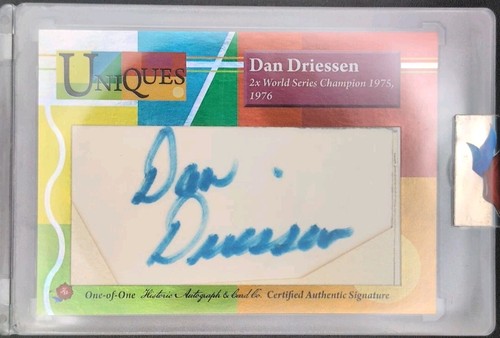 UNIQUES
Dan Driessen
2x World Series Champion 1975,
1976
Dan
Driessen
One-of-One Historic Autograph & Card Co. Certified Authentic Signature